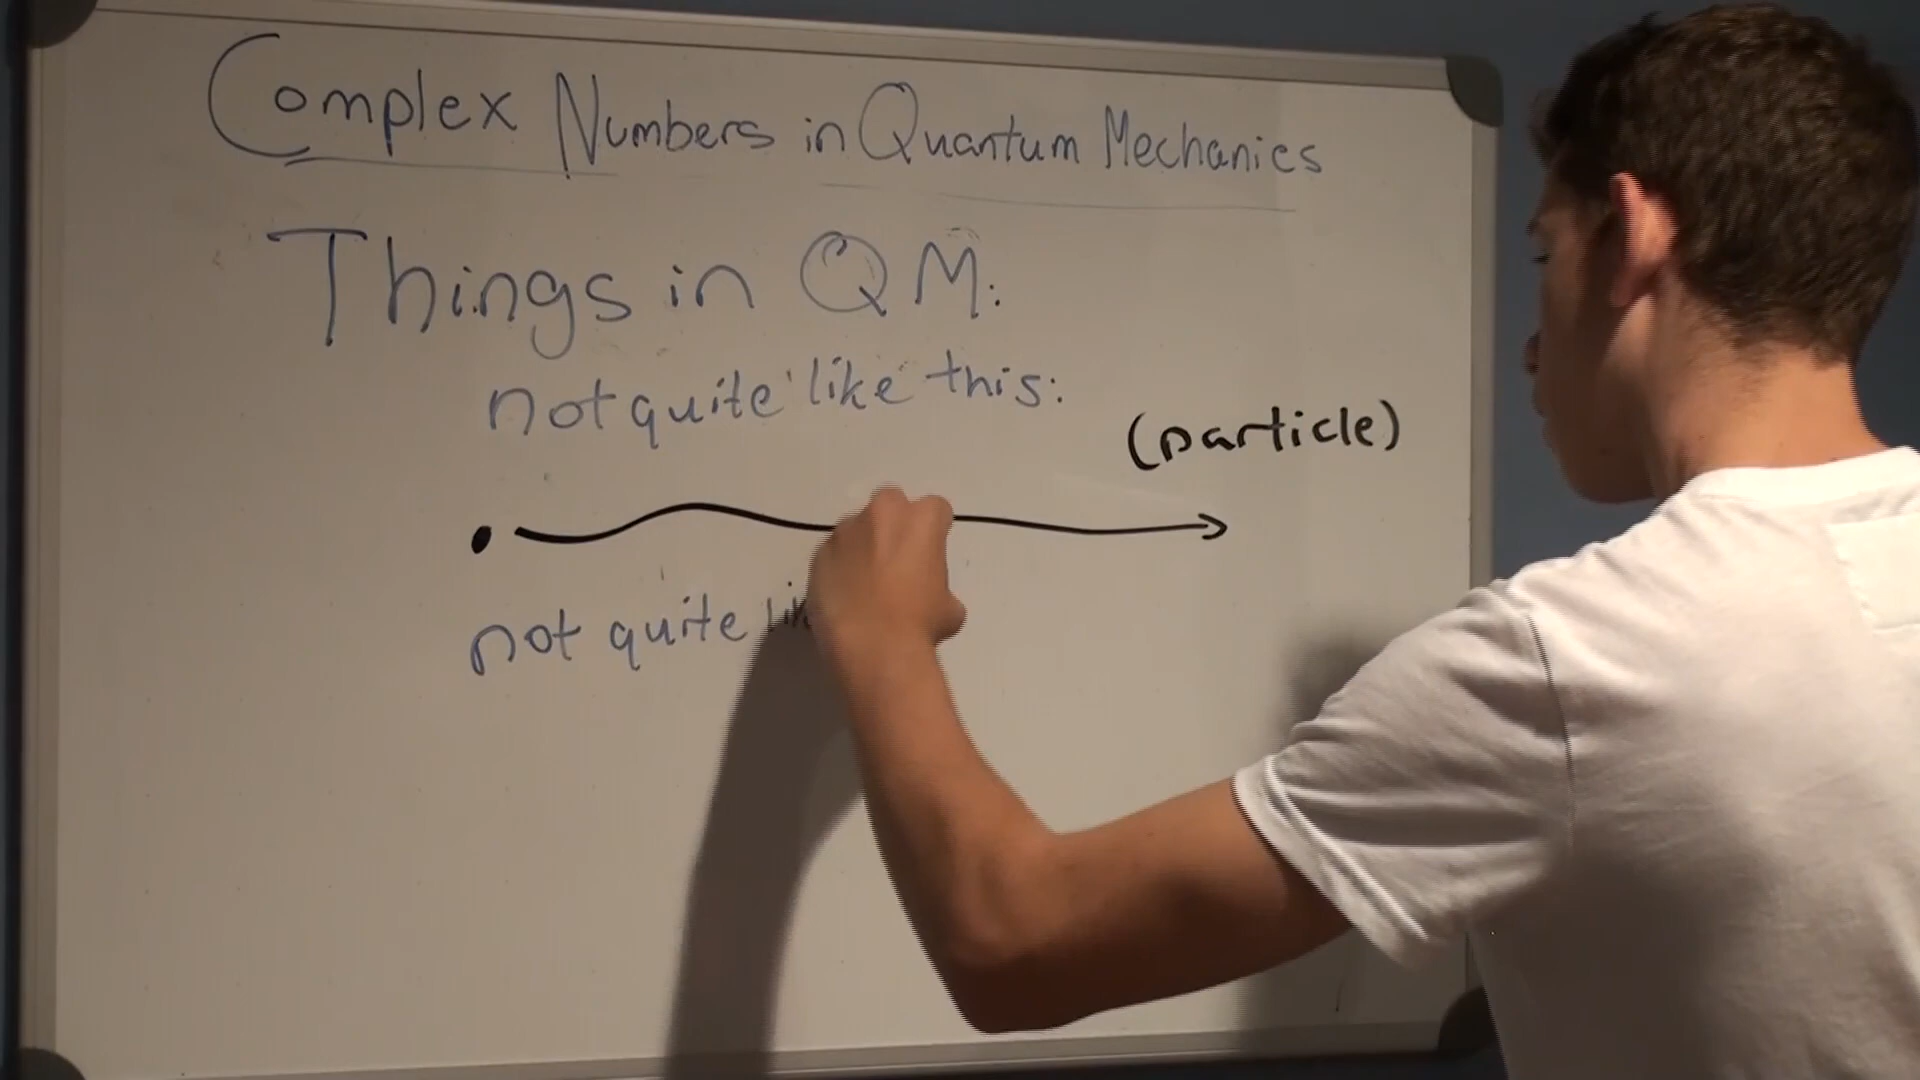 Complex Numbers in Quantum Mechanics
Things in QM:
not quite like this:
(particle)
not quite